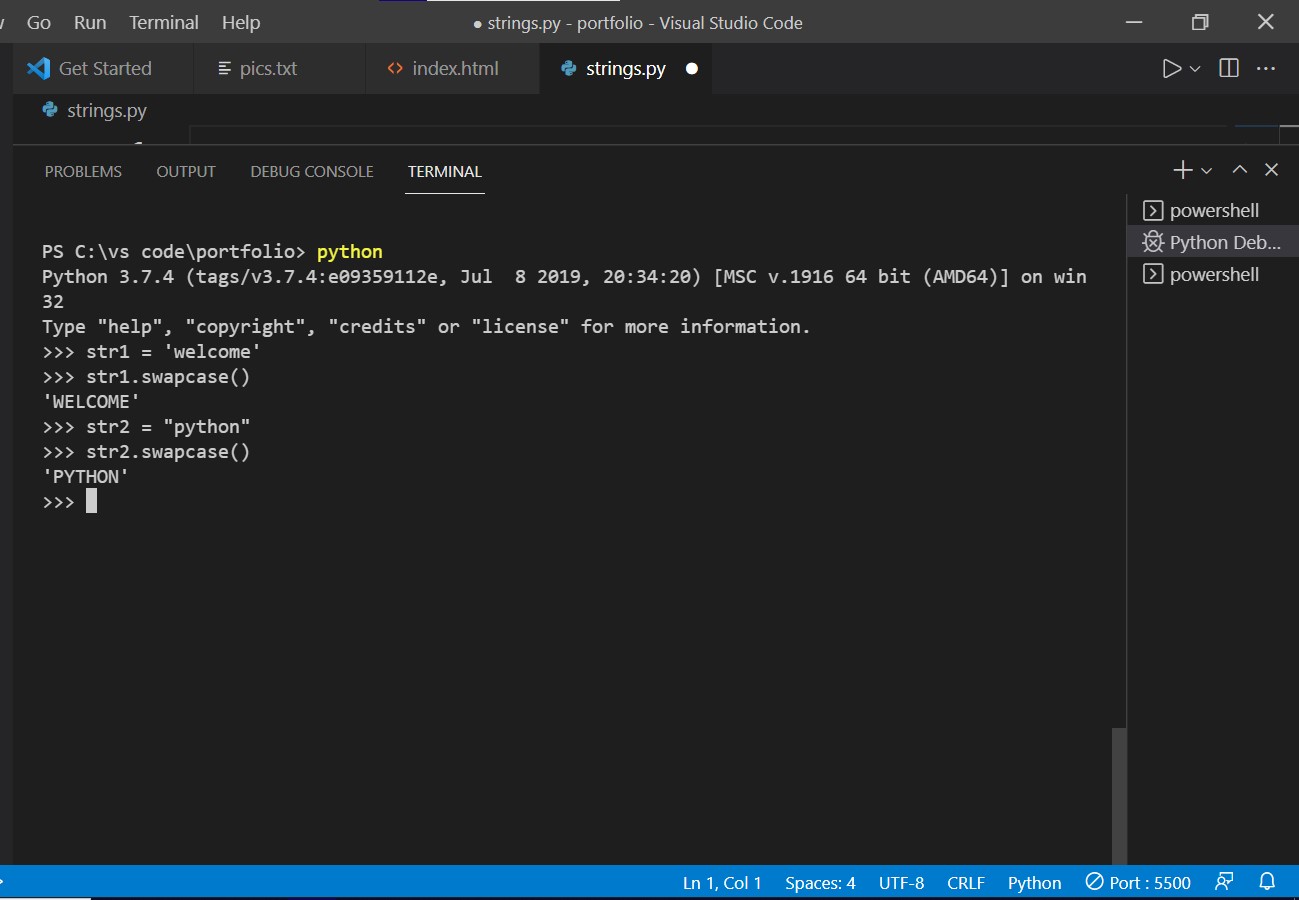 Go Run Terminal Help
● strings.py - portfolio - Visual Studio Code
Get Started
pics.txt
index.html
strings.py
strings.py
PROBLEMS OUTPUT DEBUG CONSOLE TERMINAL
PS C:\vs code\portfolio> python
Python 3.7.4 (tags/v3.7.4:e09359112e, Jul  8 2019, 20:34:20) [MSC v.1916 64 bit (AMD64)] on win
32
Type "help", "copyright", "credits" or "license" for more information.
>>> str1 = 'welcome'
>>> str1.swapcase()
'WELCOME'
>>> str2 = "python"
>>> str2.swapcase()
'PYTHON'
>>>
powershell
Python Deb...
powershell
Ln 1, Col 1 Spaces: 4 UTF-8 CRLF Python Port : 5500